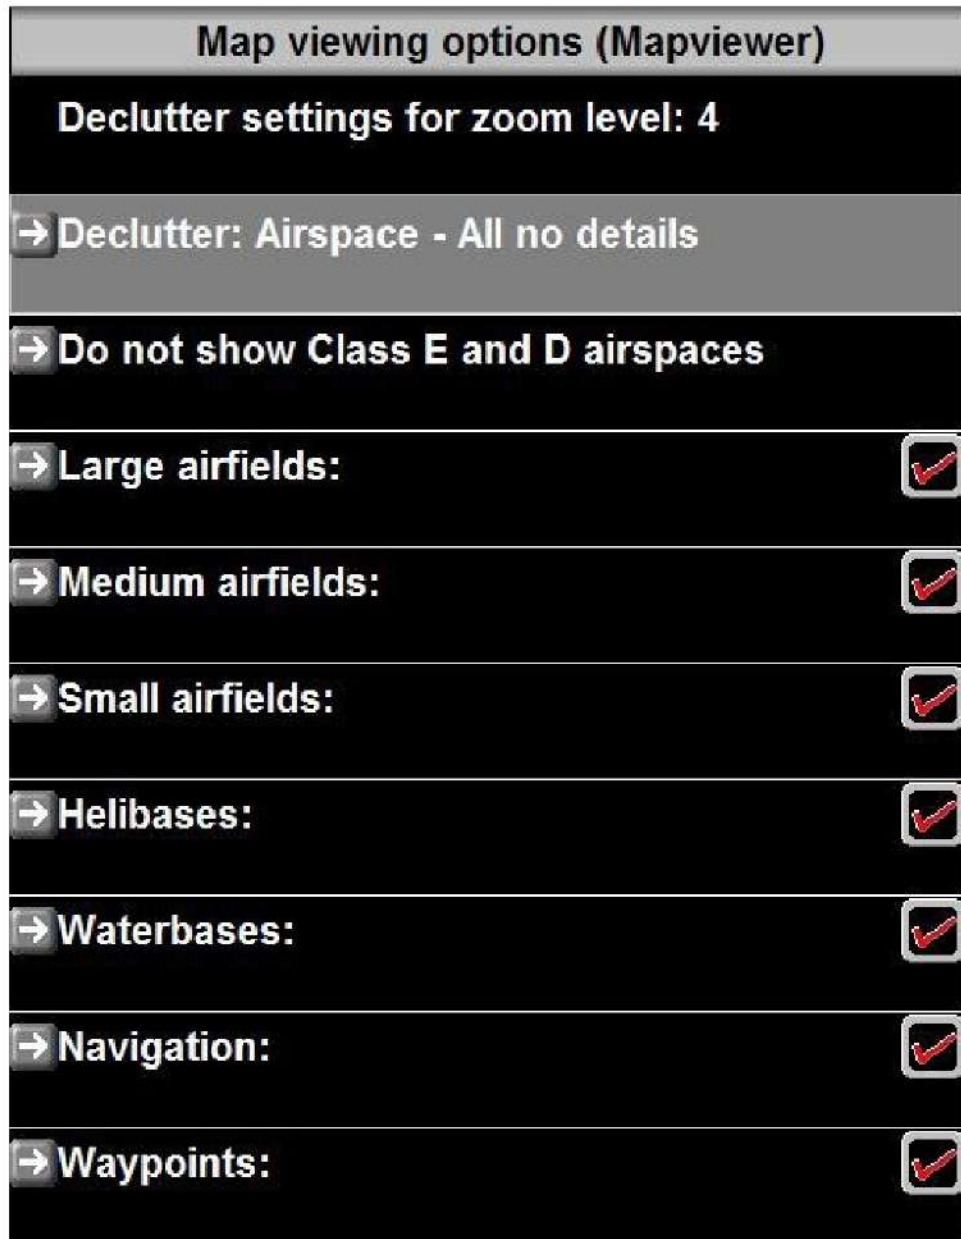 Map viewing options (Mapviewer)
Declutter settings for zoom level: 4
Declutter: Airspace - All no details
Do not show Class E and D airspaces
Large airfields:
Medium airfields:
Small airfields:
Helibases:
Waterbases:
Navigation:
Waypoints: